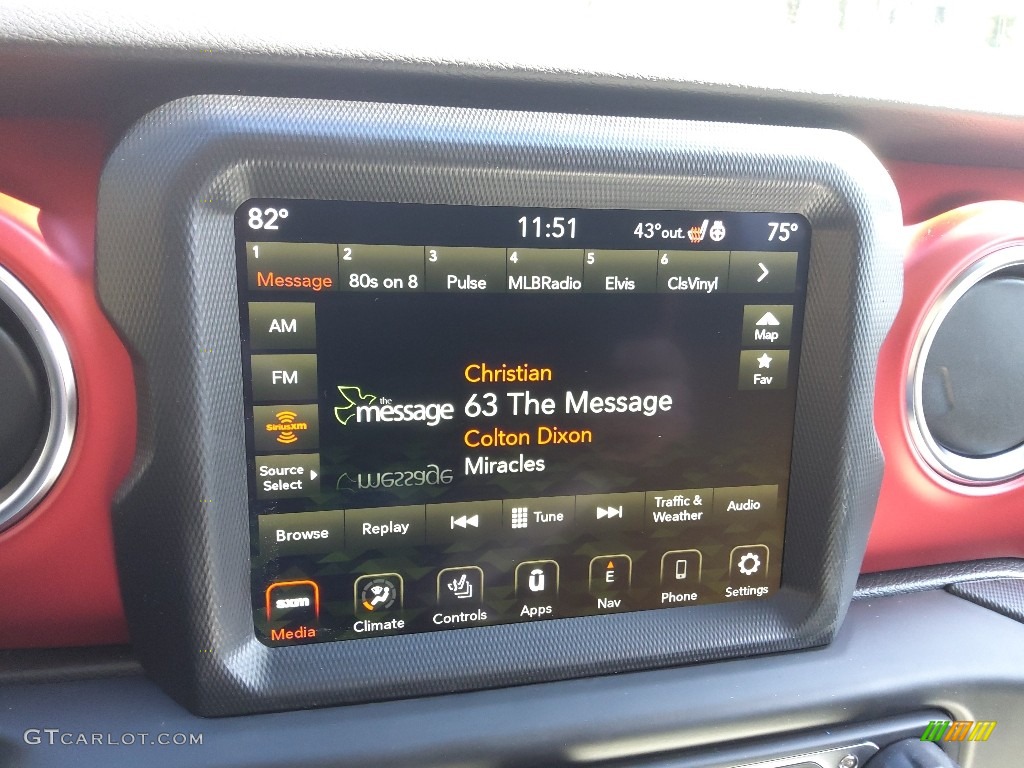 82° 11:51 43°out. 75°
1 2 3 4 5 6
Message 80s on 8 Pulse MLBRadio Elvis ClsVinyl
AM
Map
FM
Fav
Christian
the message 63 The Message
SiriusXM
Colton Dixon
Source Select
message
Miracles
Browse Replay Tune Traffic & Weather Audio
sxm
E
Media Climate Controls Apps Nav Phone Settings
GTCARLOT.COM